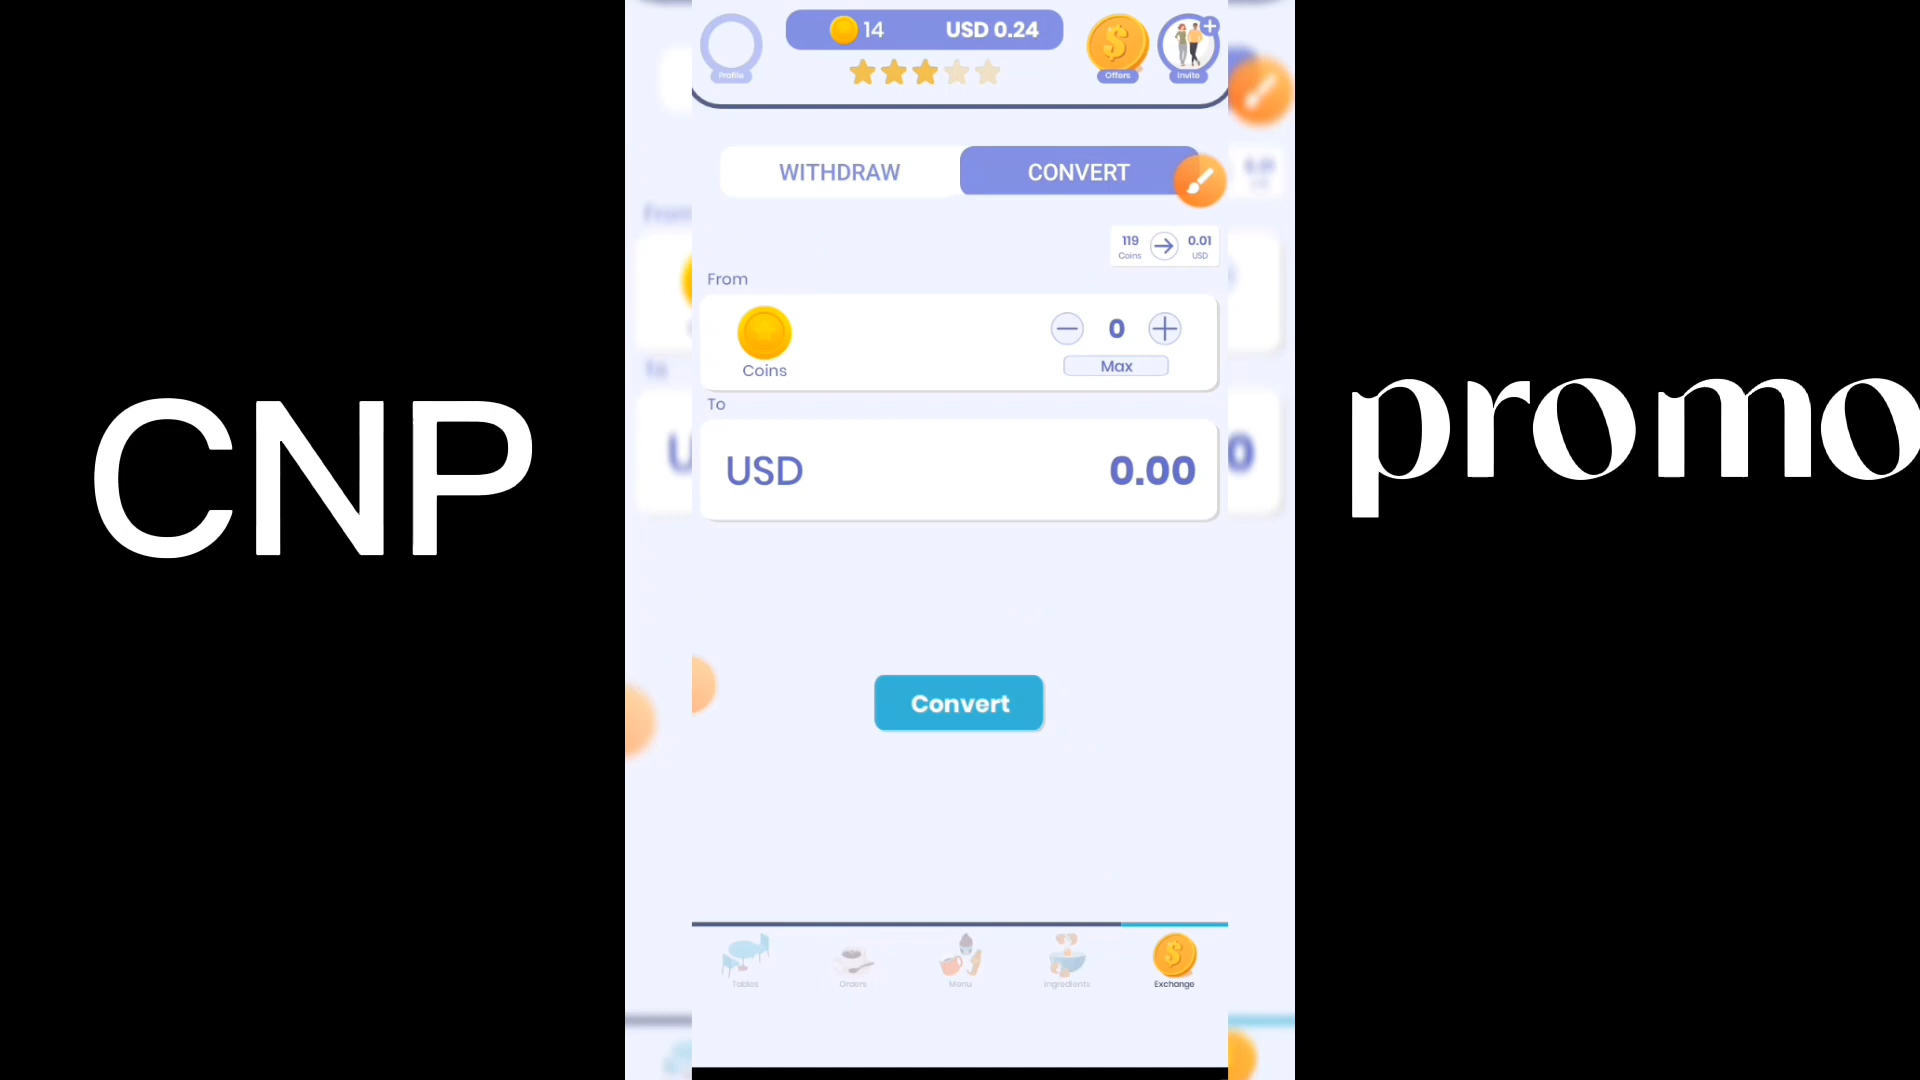 14 USD 0.24
Profile
Offers
Invite
WITHDRAW CONVERT
119 → 0.01
Coins USD
From
0
Coins
Max
To
USD 0.00
Convert
Tables Orders Menu Ingredients Exchange
CNP
promo